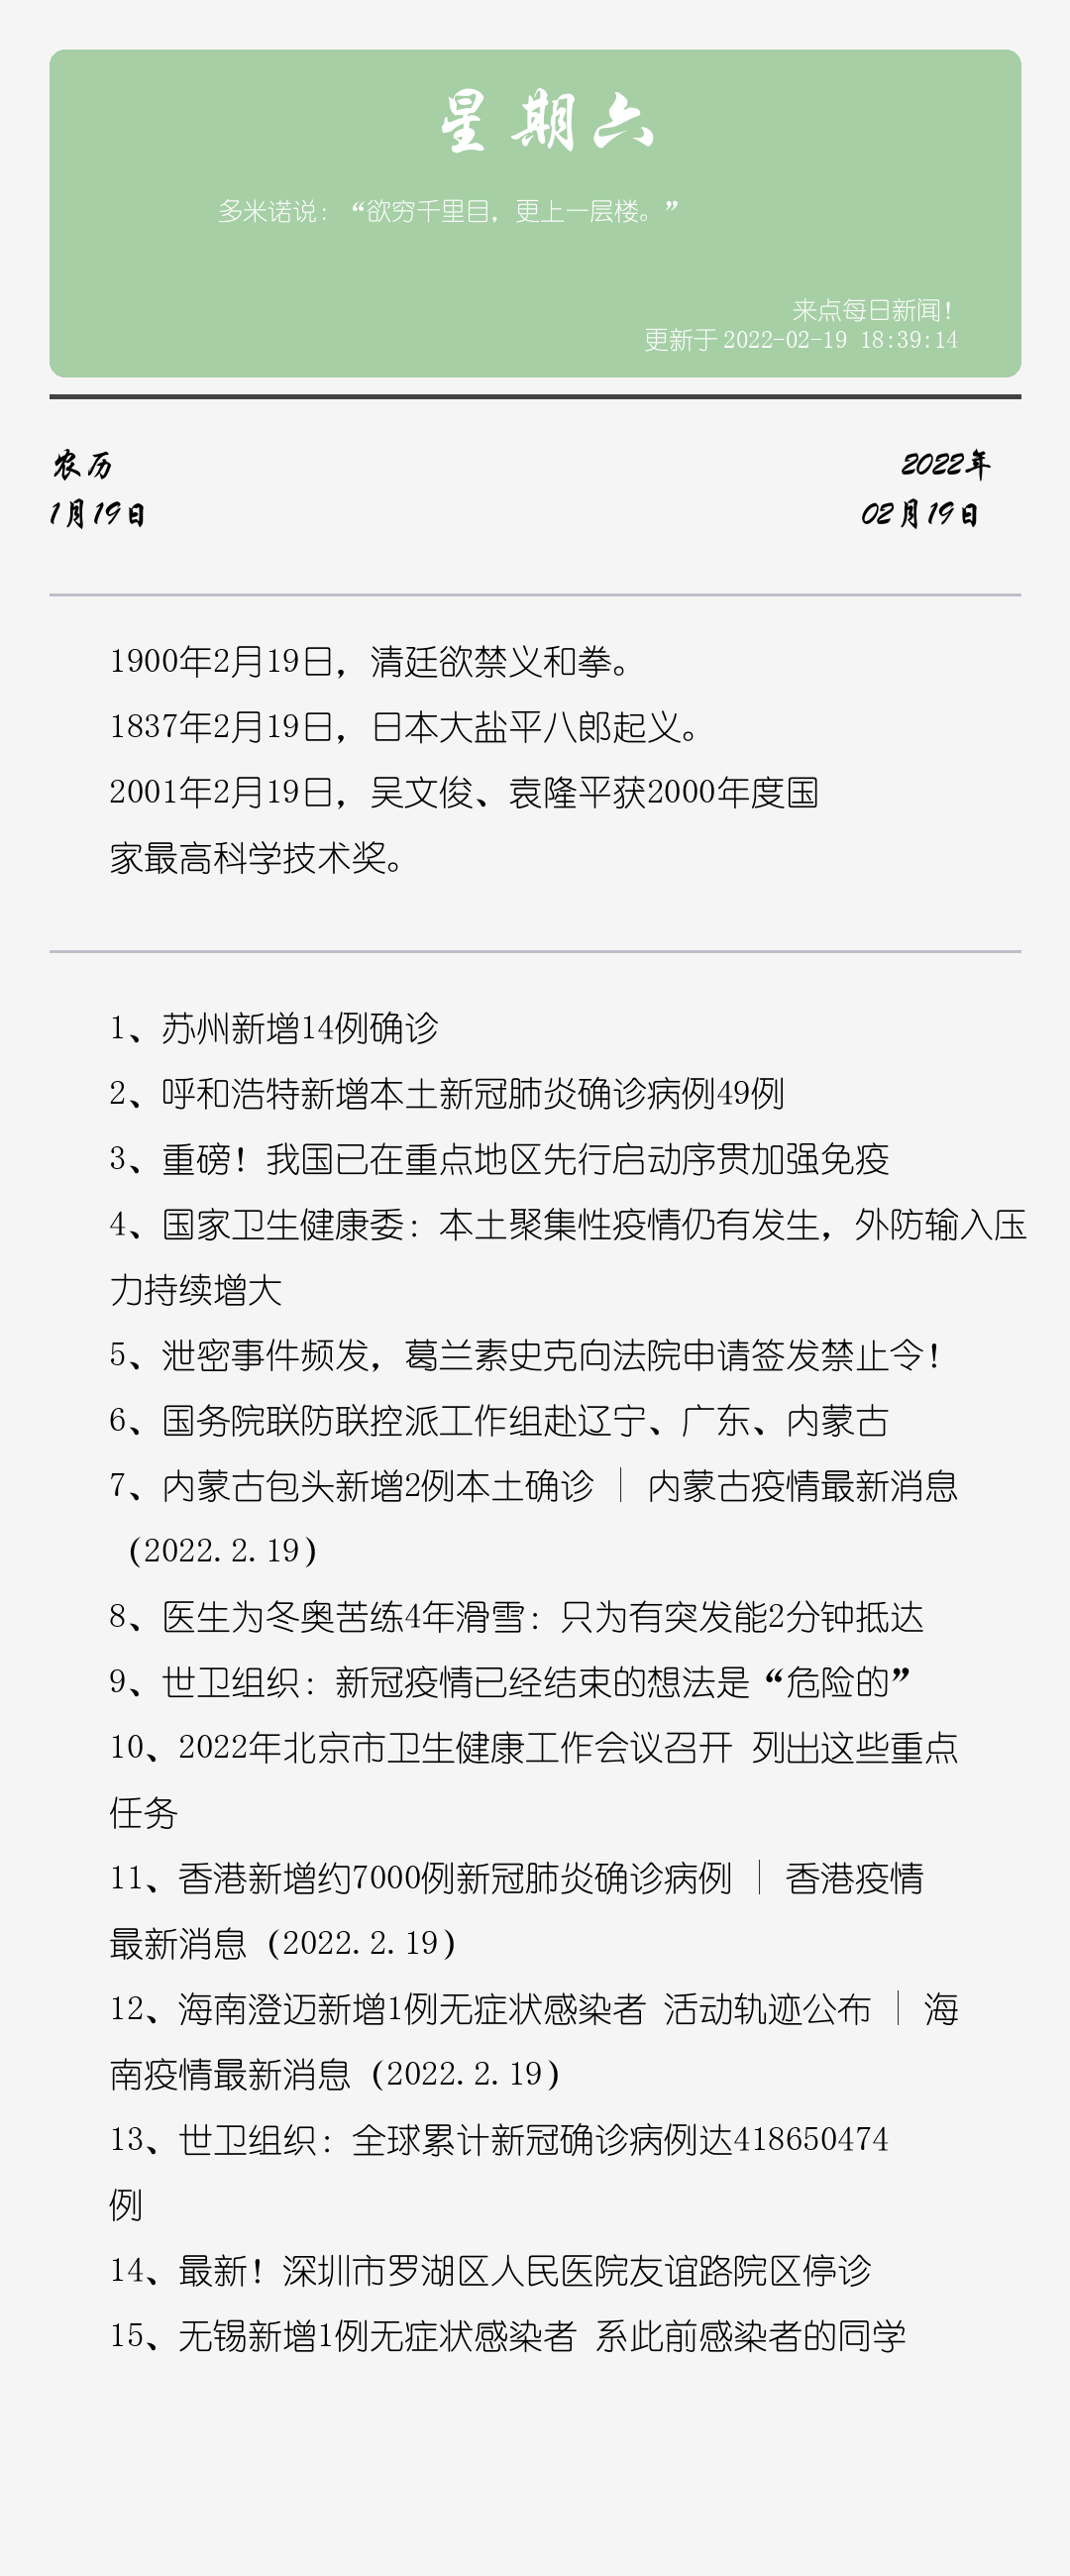 星期六
多米诺说：“欲穷千里目，更上一层楼。”
来点每日新闻！
更新于 2022-02-19 18:39:14
农历
2022年
1月19日
02月19日
1900年2月19日，清廷欲禁义和拳。
1837年2月19日，日本大盐平八郎起义。
2001年2月19日，吴文俊、袁隆平获2000年度国
家最高科学技术奖。
1、苏州新增14例确诊
2、呼和浩特新增本土新冠肺炎确诊病例49例
3、重磅！我国已在重点地区先行启动序贯加强免疫
4、国家卫生健康委：本土聚集性疫情仍有发生，外防输入压
力持续增大
5、泄密事件频发，葛兰素史克向法院申请签发禁止令！
6、国务院联防联控派工作组赴辽宁、广东、内蒙古
7、内蒙古包头新增2例本土确诊 | 内蒙古疫情最新消息
（2022.2.19）
8、医生为冬奥苦练4年滑雪：只为有突发能2分钟抵达
9、世卫组织：新冠疫情已经结束的想法是“危险的”
10、2022年北京市卫生健康工作会议召开 列出这些重点
任务
11、香港新增约7000例新冠肺炎确诊病例 | 香港疫情
最新消息（2022.2.19）
12、海南澄迈新增1例无症状感染者 活动轨迹公布 | 海
南疫情最新消息（2022.2.19）
13、世卫组织：全球累计新冠确诊病例达418650474
例
14、最新！深圳市罗湖区人民医院友谊路院区停诊
15、无锡新增1例无症状感染者 系此前感染者的同学